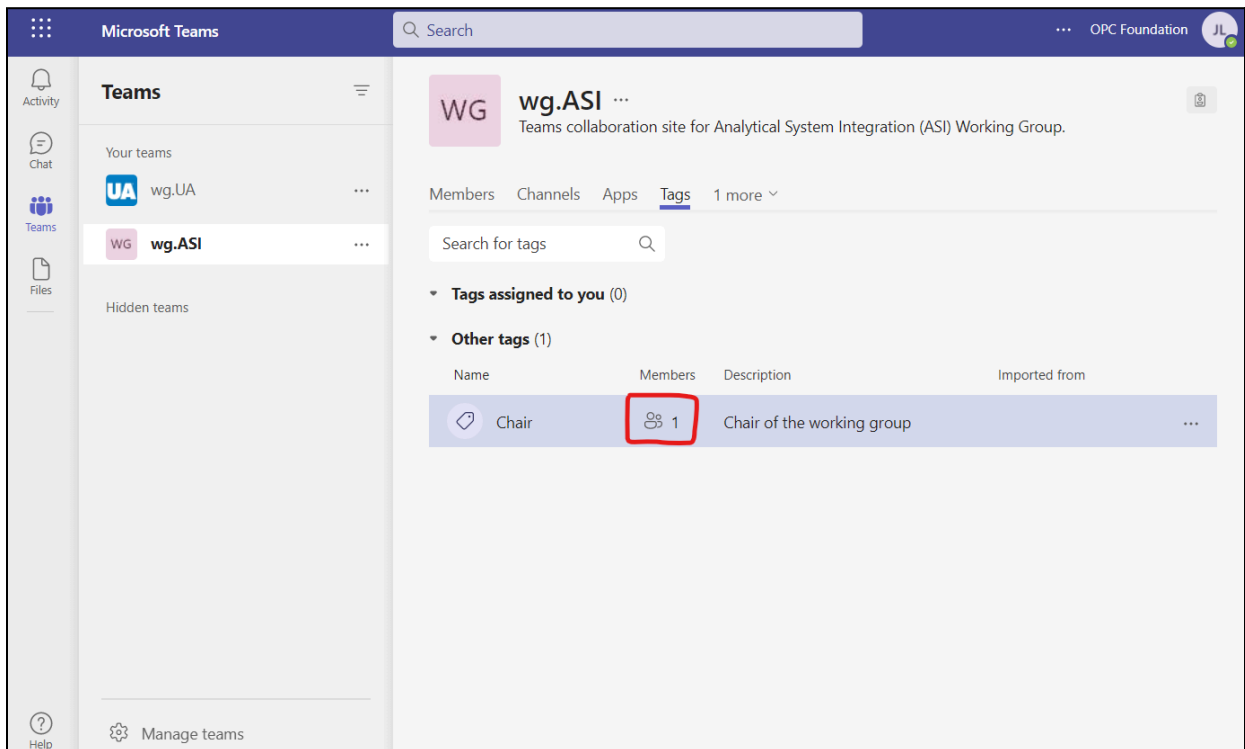 Microsoft Teams
Search
OPC Foundation
JL
Activity
Chat
Teams
Files
Help
Teams
Your teams
UA wg.UA
WG wg.ASI
Hidden teams
Manage teams
WG
wg.ASI
Teams collaboration site for Analytical System Integration (ASI) Working Group.
Members Channels Apps Tags 1 more
Search for tags
Tags assigned to you (0)
Other tags (1)
Name Members Description Imported from
Chair 1 Chair of the working group